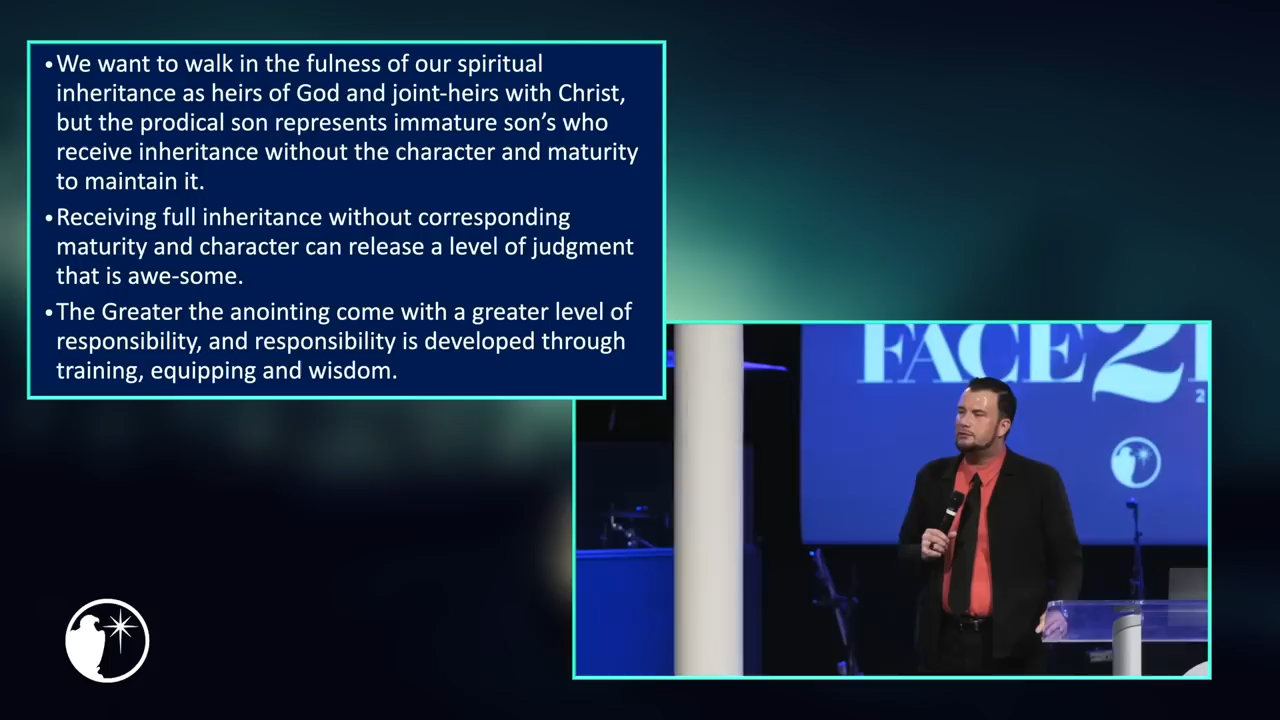 •We want to walk in the fulness of our spiritual
inheritance as heirs of God and joint-heirs with Christ,
but the prodical son represents immature son’s who
receive inheritance without the character and maturity
to maintain it.
•Receiving full inheritance without corresponding
maturity and character can release a level of judgment
that is awe-some.
•The Greater the anointing come with a greater level of
responsibility, and responsibility is developed through
training, equipping and wisdom.
FACE 2
2